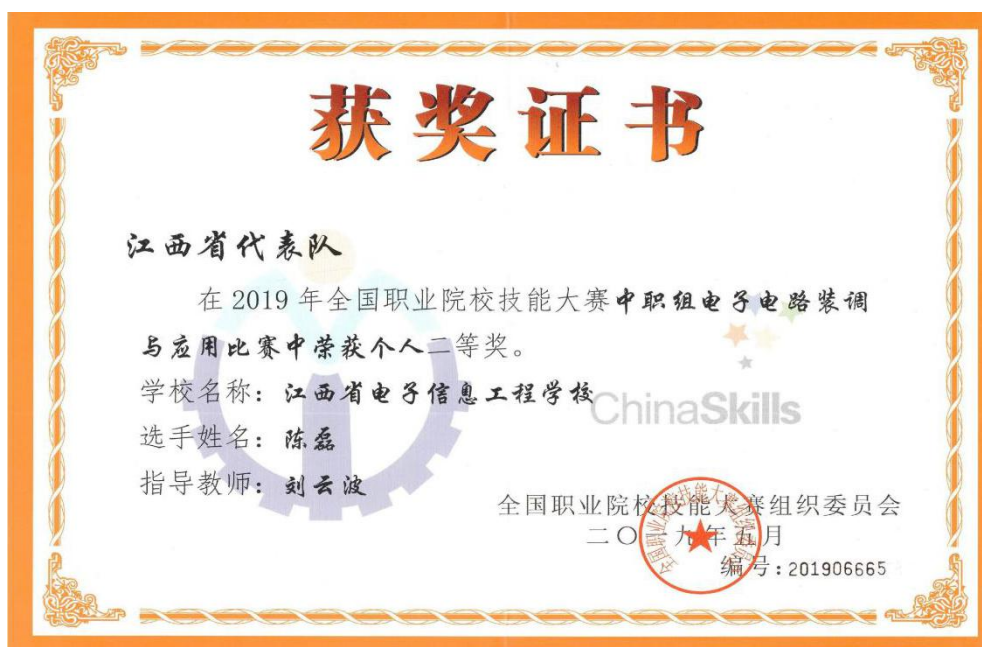 获奖证书
江西省代表队
在 2019 年全国职业院校技能大赛中职组电子电路装调
与应用比赛中荣获个人二等奖。
ChinaSkills
学校名称：江西省电子信息工程学校
选手姓名：陈磊
指导教师：刘云波
全国职业院校技能大赛组织委员会
二〇一九年五月
编号：201906665